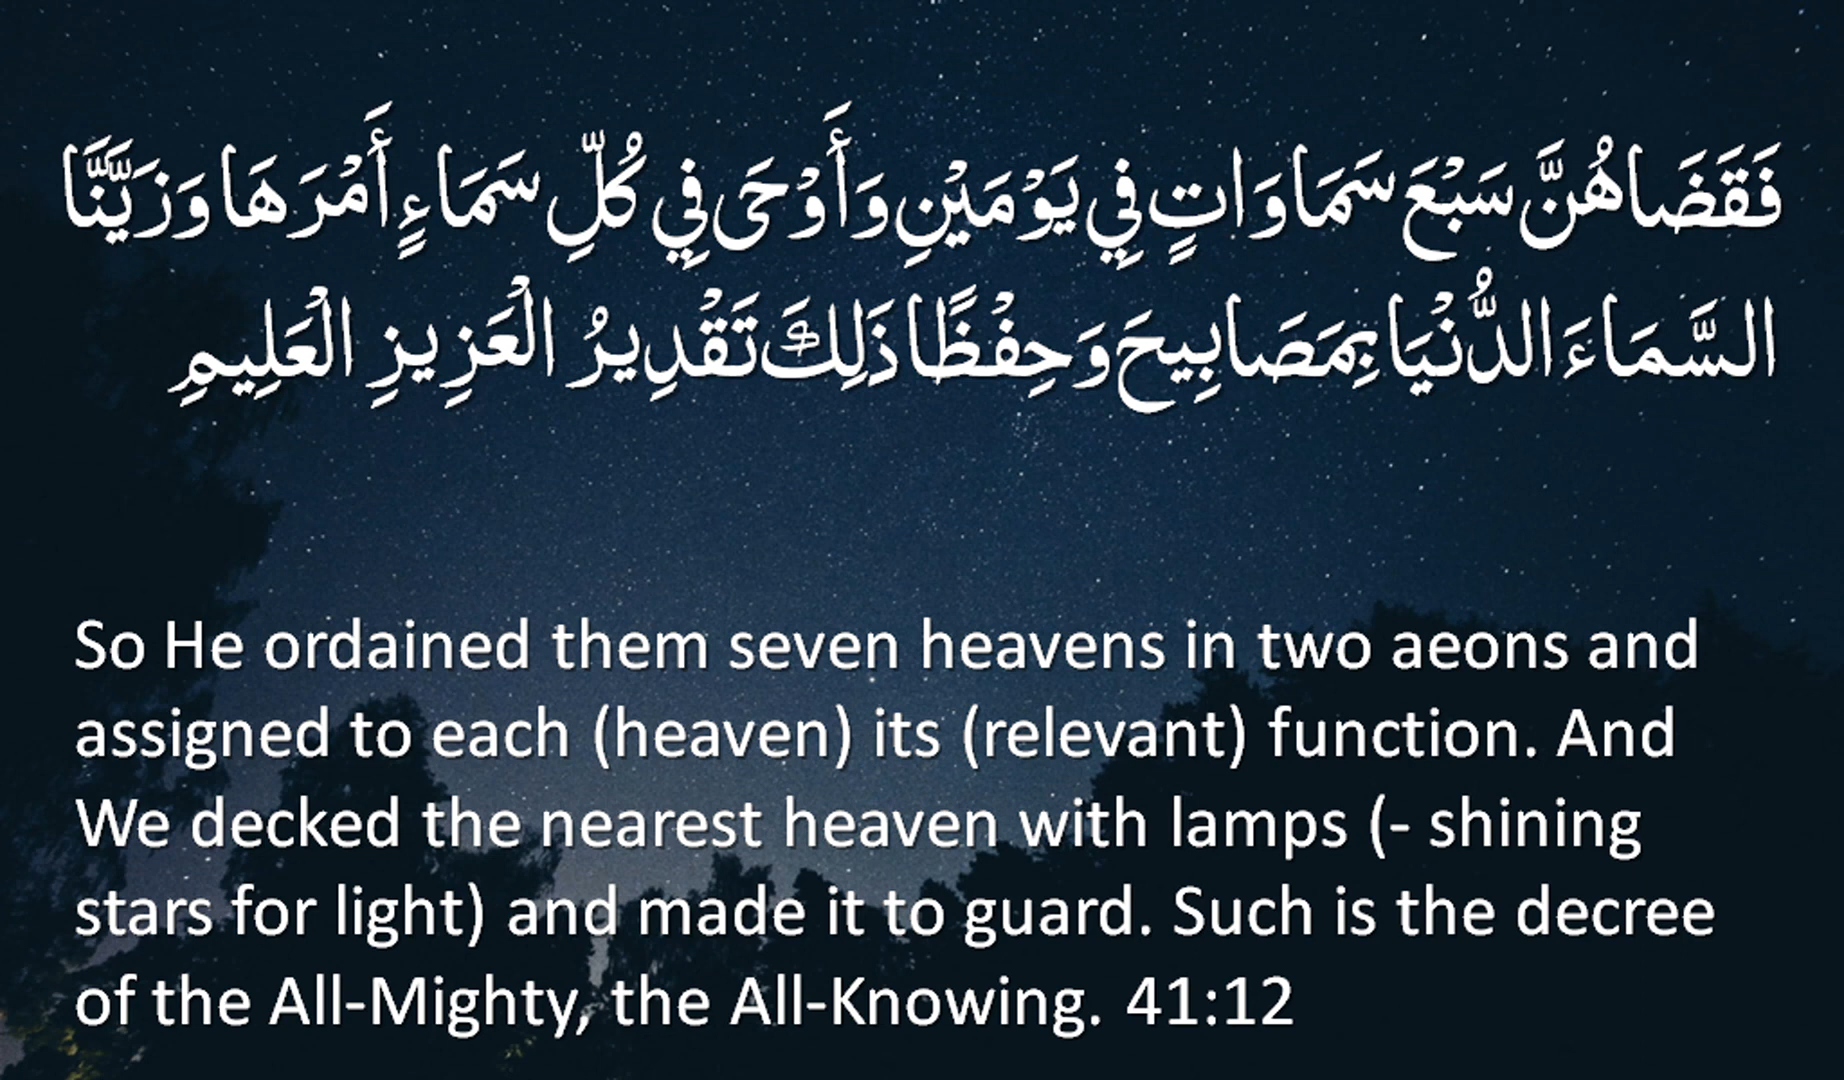 فَقَضَاهُنَّ سَبْعَ سَمَاوَاتٍ فِي يَوْمَيْنِ وَأَوْحَى فِي كُلِّ سَمَاءٍ أَمْرَهَا وَزَيَّنَّا
السَّمَاءَ الدُّنْيَا بِمَصَابِيحَ وَحِفْظًا ذَلِكَ تَقْدِيرُ الْعَزِيزِ الْعَلِيمِ
So He ordained them seven heavens in two aeons and
assigned to each (heaven) its (relevant) function. And
We decked the nearest heaven with lamps (- shining
stars for light) and made it to guard. Such is the decree
of the All-Mighty, the All-Knowing. 41:12